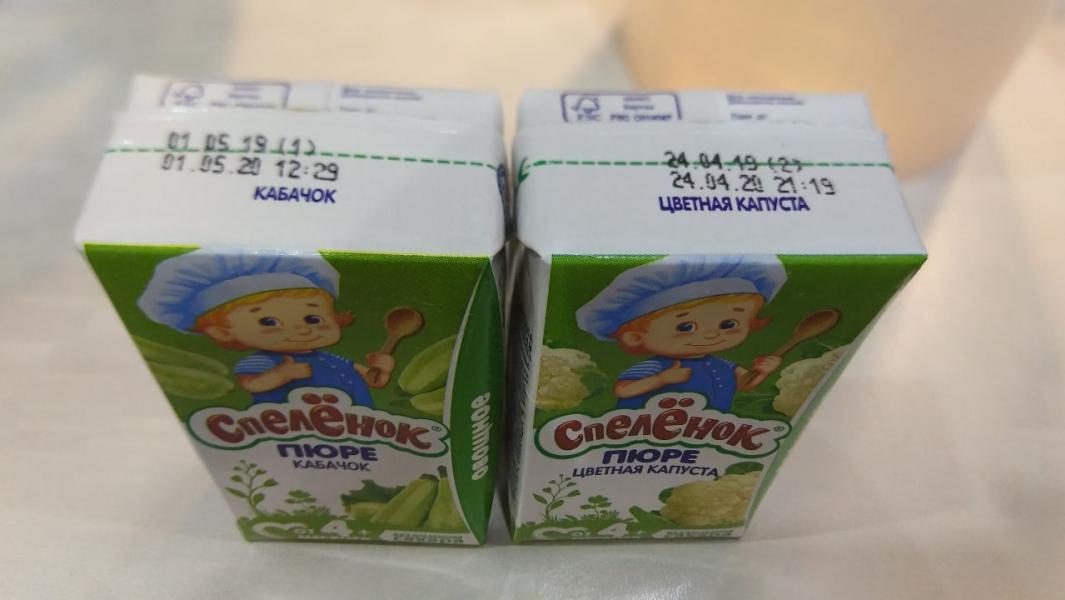 01.05.19 (1)
01.05.20 12:29
КАБАЧОК
СПЕЛЁНОК®
ПЮРЕ
КАБАЧОК
овощное
24.04.19 (2)
24.04.20 21:19
ЦВЕТНАЯ КАПУСТА
СПЕЛЁНОК®
ПЮРЕ
ЦВЕТНАЯ КАПУСТА